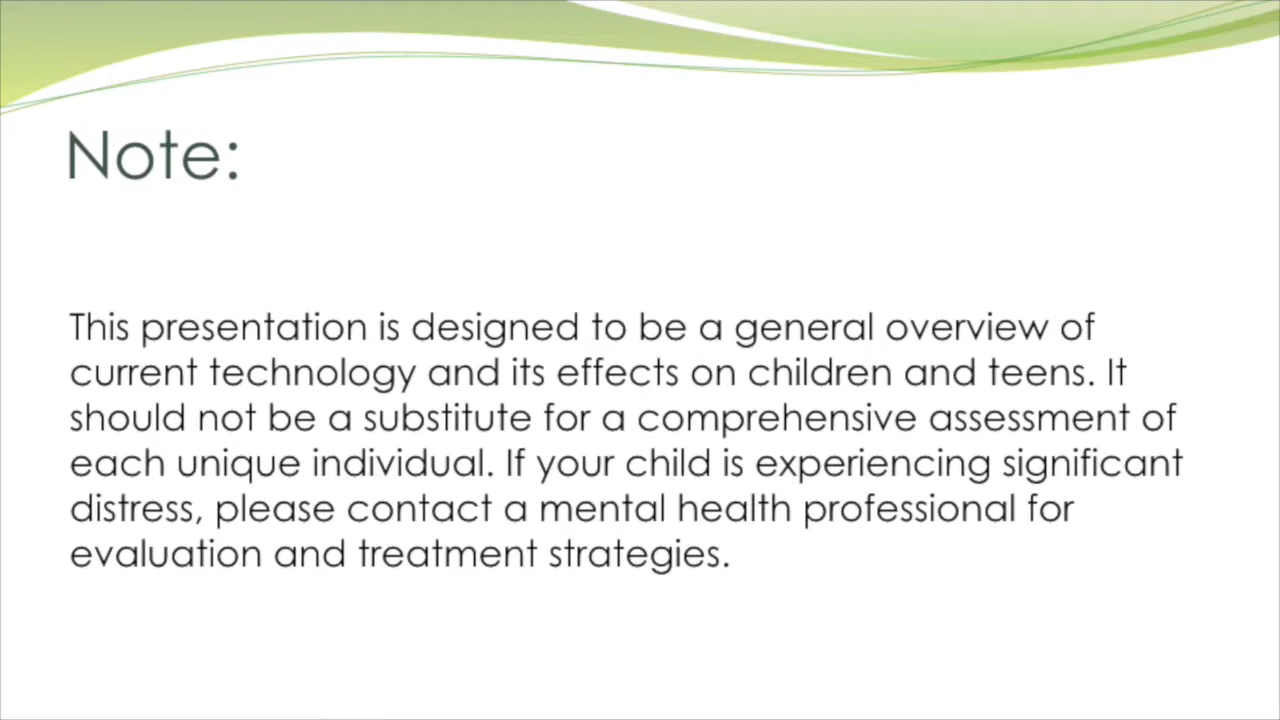 Note:
This presentation is designed to be a general overview of
current technology and its effects on children and teens. It
should not be a substitute for a comprehensive assessment of
each unique individual. If your child is experiencing significant
distress, please contact a mental health professional for
evaluation and treatment strategies.